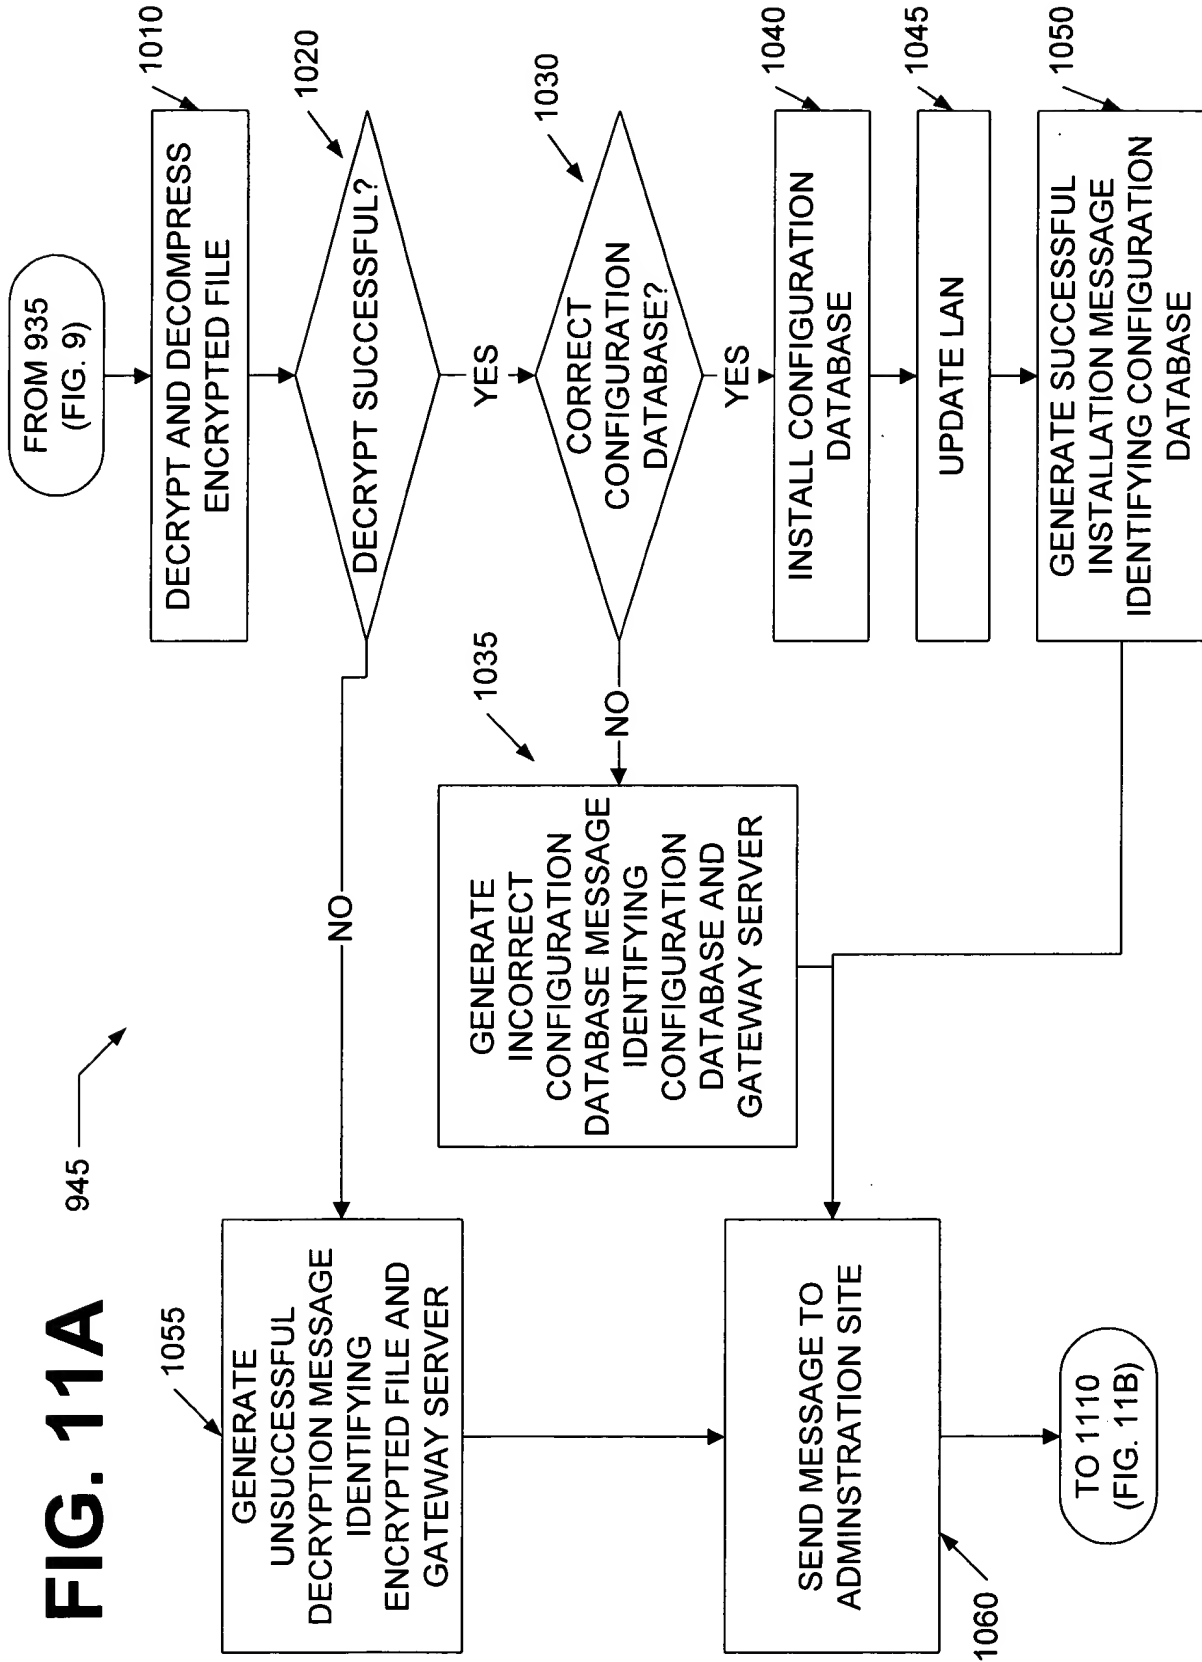 FIG. 11A
945
FROM 935
(FIG. 9)
1010
DECRYPT AND DECOMPRESS
ENCRYPTED FILE
1020
DECRYPT SUCCESSFUL?
NO
YES
1030
CORRECT
CONFIGURATION
DATABASE?
NO
YES
1035
GENERATE
INCORRECT
CONFIGURATION
DATABASE MESSAGE
IDENTIFYING
CONFIGURATION
DATABASE AND
GATEWAY SERVER
1040
INSTALL CONFIGURATION
DATABASE
1045
UPDATE LAN
1050
GENERATE SUCCESSFUL
INSTALLATION MESSAGE
IDENTIFYING CONFIGURATION
DATABASE
1055
GENERATE
UNSUCCESSFUL
DECRYPTION MESSAGE
IDENTIFYING
ENCRYPTED FILE AND
GATEWAY SERVER
SEND MESSAGE TO
ADMINSTRATION SITE
1060
TO 1110
(FIG. 11B)